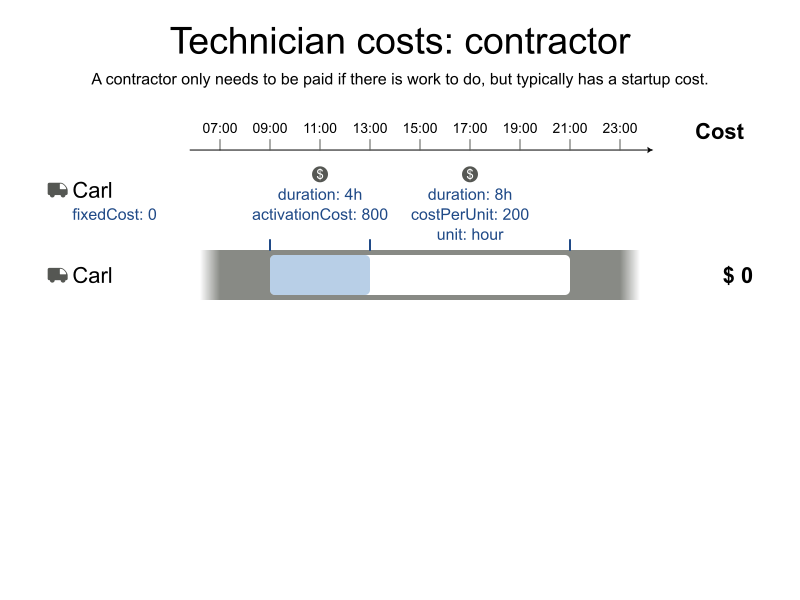 Technician costs: contractor
A contractor only needs to be paid if there is work to do, but typically has a startup cost.
07:00 09:00 11:00 13:00 15:00 17:00 19:00 21:00 23:00 Cost
$ $
Carl duration: 4h duration: 8h
fixedCost: 0 activationCost: 800 costPerUnit: 200
unit: hour
Carl $ 0